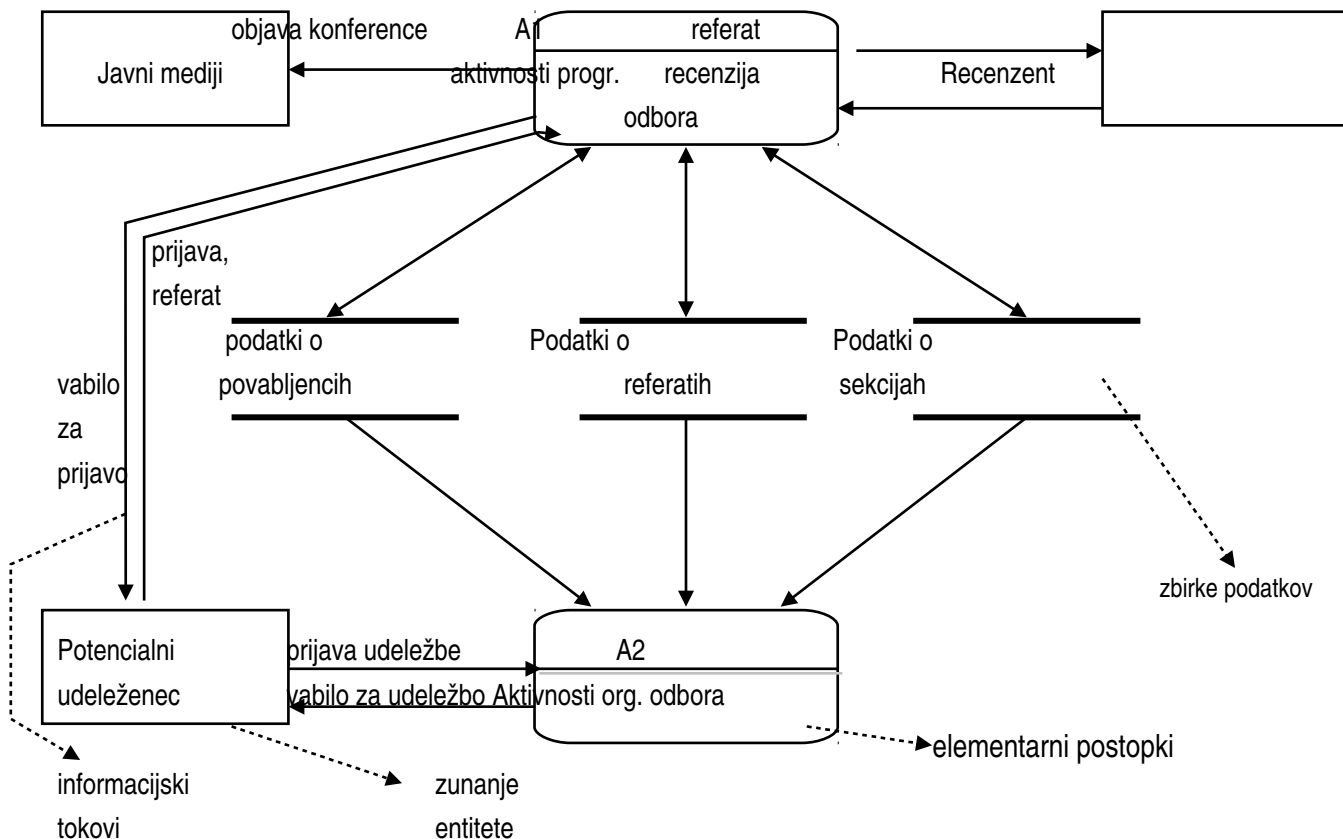 objava konference A1 referat
Javni mediji aktivnosti progr. recenzija Recenzent
odbora
prijava,
referat
podatki o Podatki o Podatki o
vabilo povabljencih referatih sekcijah
za
prijavo
zbirke podatkov
Potencialni prijava udeležbe A2
udeleženec vabilo za udeležbo Aktivnosti org. odbora
elementarni postopki
informacijski zunanje
tokovi entitete